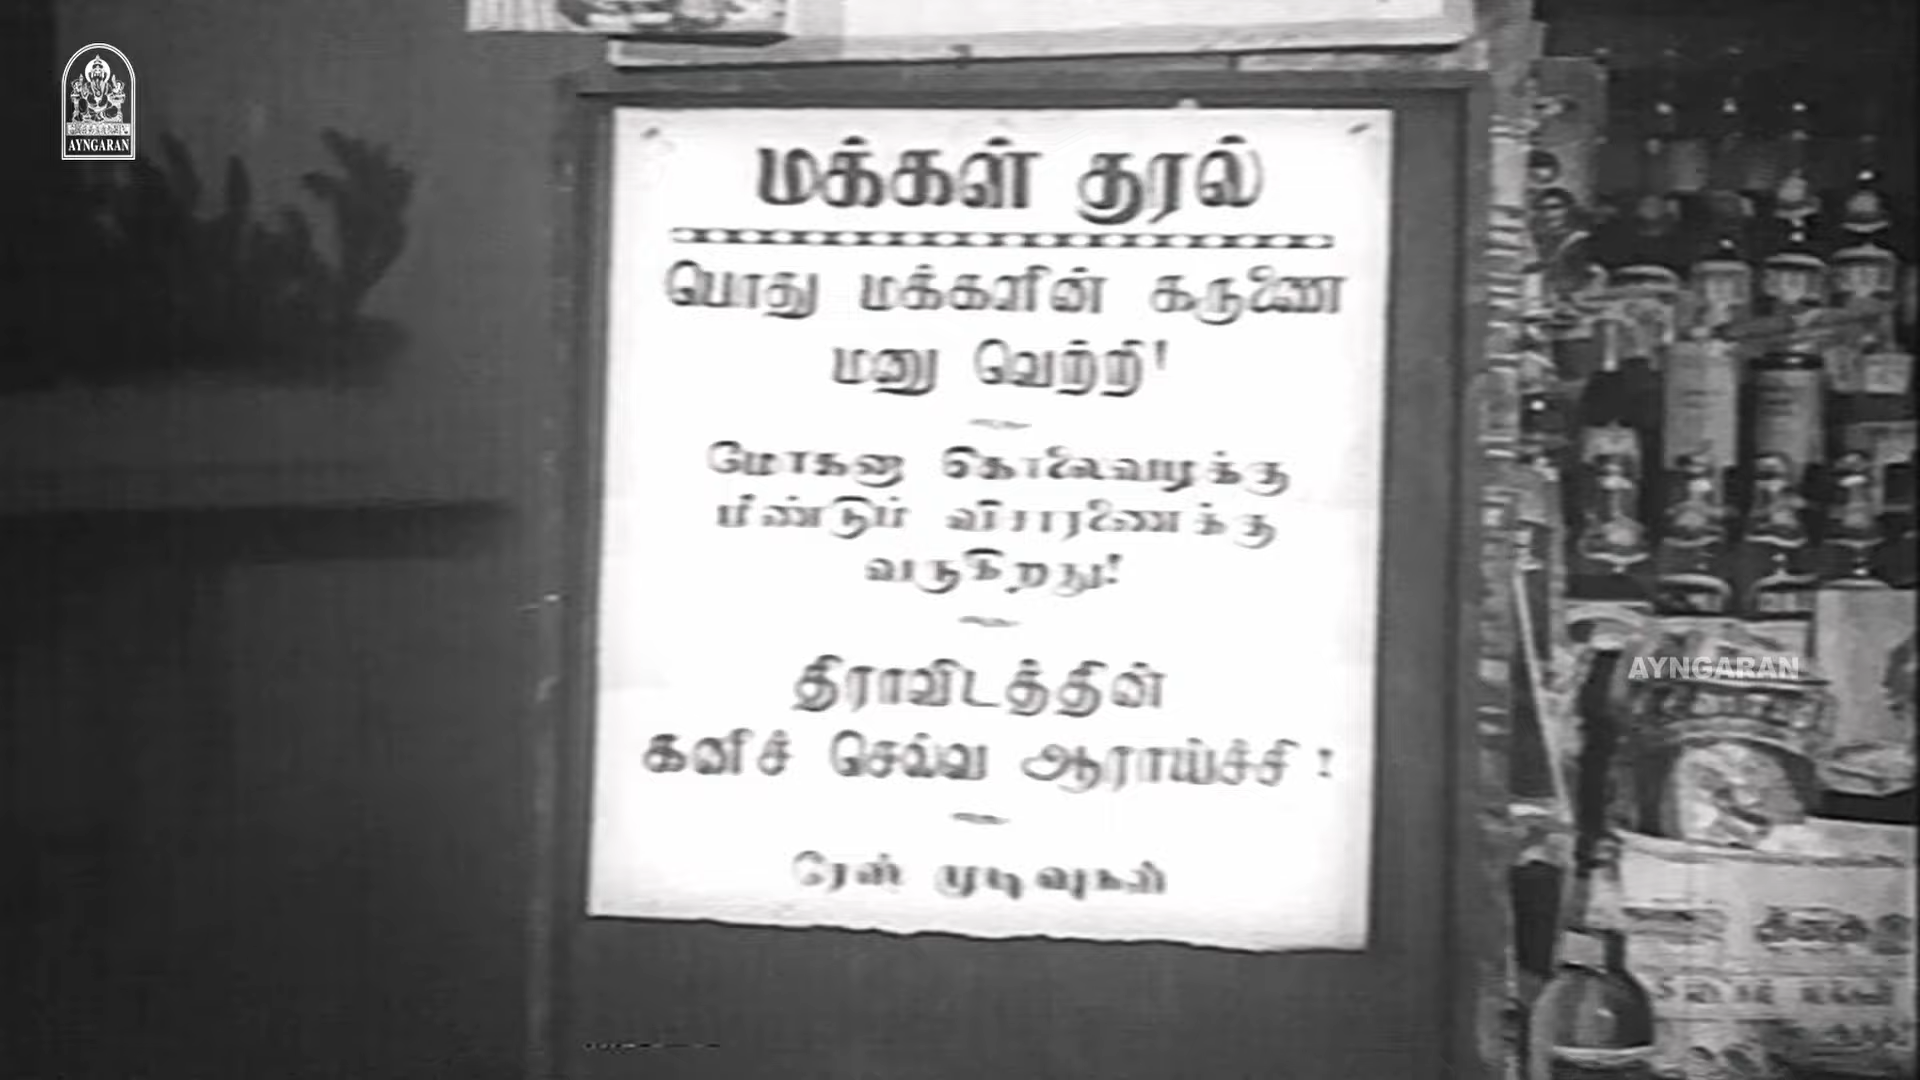 AYNGARAN
மக்கள் குரல்
பொது மக்களின் கருணை
மனு வெற்றி!
மோகனா கொலைவழக்கு
மீண்டும் விசாரணைக்கு
வருகிறது!
திராவிடத்தின்
கனிச் செவ்வ ஆராய்ச்சி!
ரேஸ் முடிவுகள்
AYNGARAN